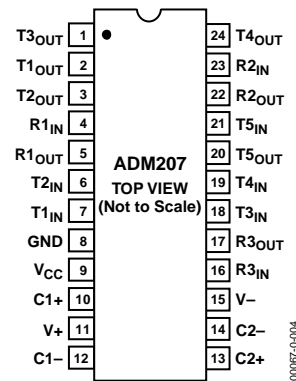 T3OUT 1 24 T4OUT
T1OUT 2 23 R2IN
T2OUT 3 22 R2OUT
R1IN 4 21 T5IN
R1OUT 5 20 T5OUT
ADM207
T2IN 6 19 T4IN
TOP VIEW
(Not to Scale)
T1IN 7 18 T3IN
GND 8 17 R3OUT
VCC 9 16 R3IN
C1+ 10 15 V–
V+ 11 14 C2–
C1– 12 13 C2+
00067-0-004